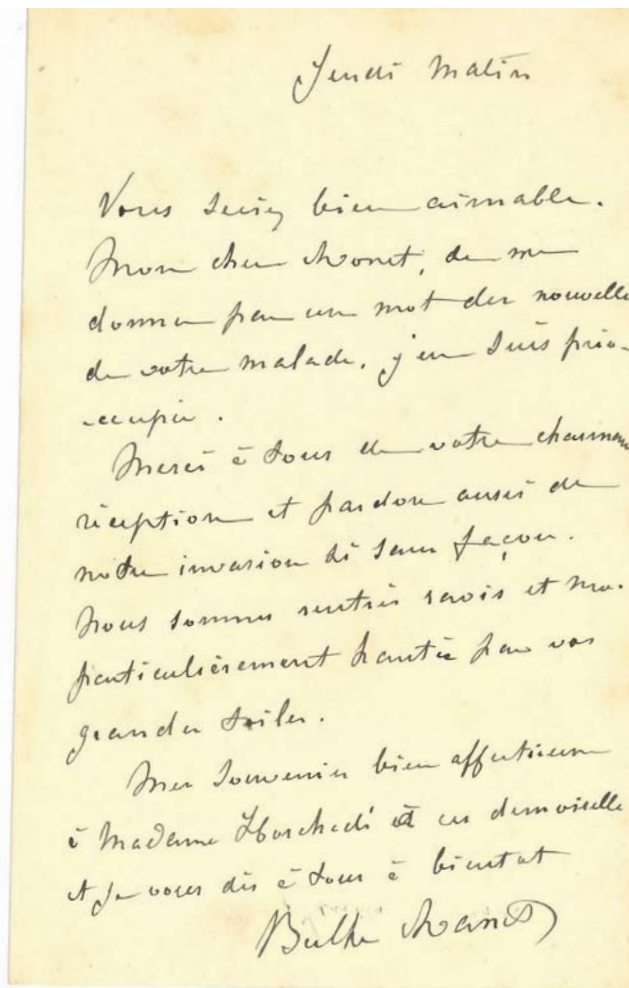 Jeudi Matin
Vous seriez bien aimable.
Mon cher Monet, de me
donner par un mot des nouvelles
de votre malade, j'en suis préo-
-ccupée.
Merci à tous de votre charmante
réception et pardon aussi de
notre invasion si sans façon.
Nous sommes rentrés ravis et moi
particulièrement hantée par vos
grandes toiles.
Mes souvenirs bien affectueux
à Madame Hoschedé et ces demoiselles
et je vous dis à tous à bientôt
Berthe Manet